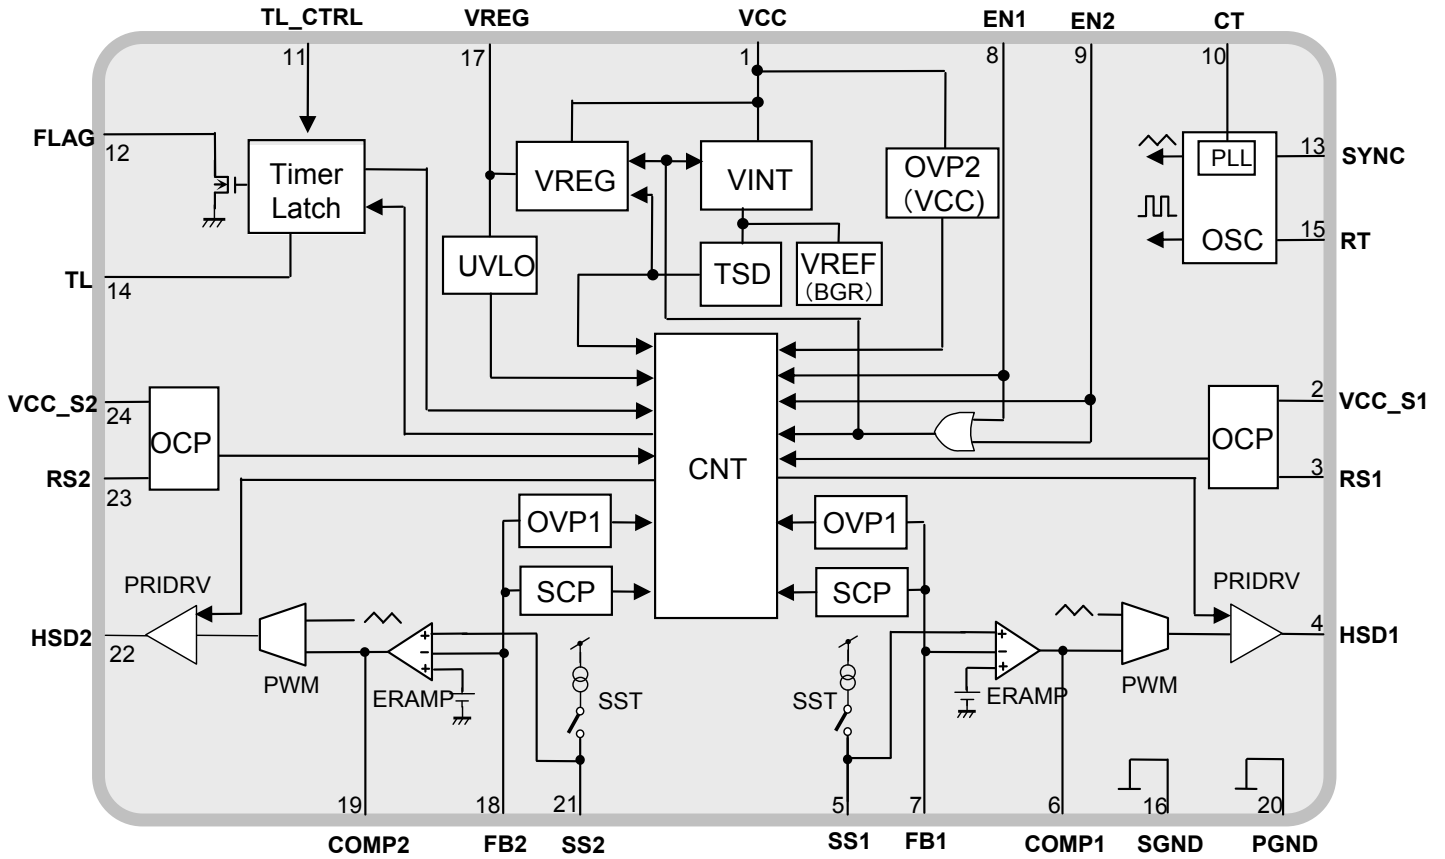 TL_CTRL VREG VCC EN1 EN2 CT
11 17 1 8 9 10
FLAG
12
Timer
Latch
VREG
VINT
OVP2
(VCC)
PLL
OSC
13
SYNC
15
RT
TL
14
UVLO
TSD
VREF
(BGR)
VCC_S2
24
OCP
RS2
23
CNT
2
VCC_S1
OCP
3
RS1
OVP1
OVP1
SCP
SCP
PRIDRV
PRIDRV
HSD2
22
PWM
ERAMP
SST
SST
ERAMP
PWM
4
HSD1
19 18 21 5 7 6 16 20
COMP2 FB2 SS2 SS1 FB1 COMP1 SGND PGND